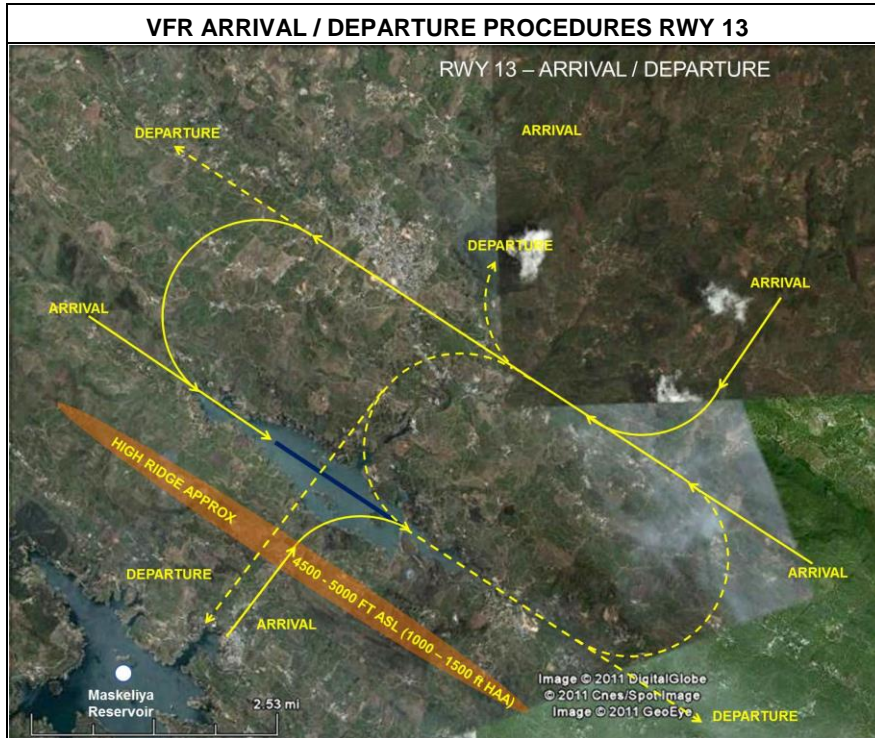 VFR ARRIVAL / DEPARTURE PROCEDURES RWY 13
RWY 13 – ARRIVAL / DEPARTURE
DEPARTURE
ARRIVAL
DEPARTURE
ARRIVAL
ARRIVAL
HIGH RIDGE APPROX
4500 - 5000 FT ASL (1000 – 1500 ft HAA)
DEPARTURE
ARRIVAL
ARRIVAL
Maskeliya
Reservoir
2.53 mi
Image © 2011 DigitalGlobe
© 2011 Cnes/Spot Image
Image © 2011 GeoEye
DEPARTURE